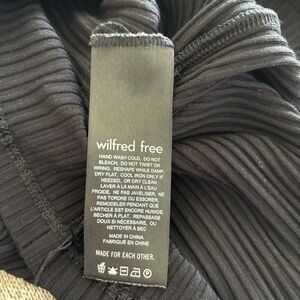 wilfred free
HAND WASH COLD, DO NOT
BLEACH, DO NOT TWIST OR
WRING, RESHAPE WHILE DAMP,
DRY FLAT, COOL IRON ONLY IF
NEEDED, OR DRY CLEAN
LAVER À LA MAIN À L'EAU
FROIDE, NE PAS JAVELISER, NE
PAS TORDRE OU ESSORER,
REMODELER PENDANT QUE
L'ARTICLE EST ENCORE HUMIDE,
SÉCHER À PLAT, REPASSAGE
DOUX SI NÉCESSAIRE, OU
NETTOYER À SEC
MADE IN CHINA
FABRIQUÉ EN CHINE
MADE FOR EACH OTHER.